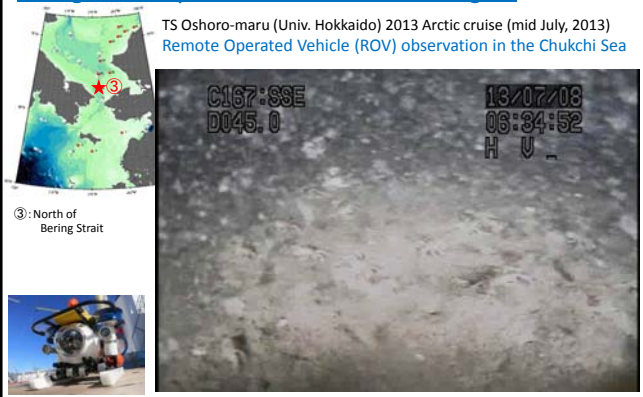 TS Oshoro-maru (Univ. Hokkaido) 2013 Arctic cruise (mid July, 2013)
Remote Operated Vehicle (ROV) observation in the Chukchi Sea
③
C167:SSE
D045.0
13/07/08
06:34:52
H V _
③: North of
Bering Strait